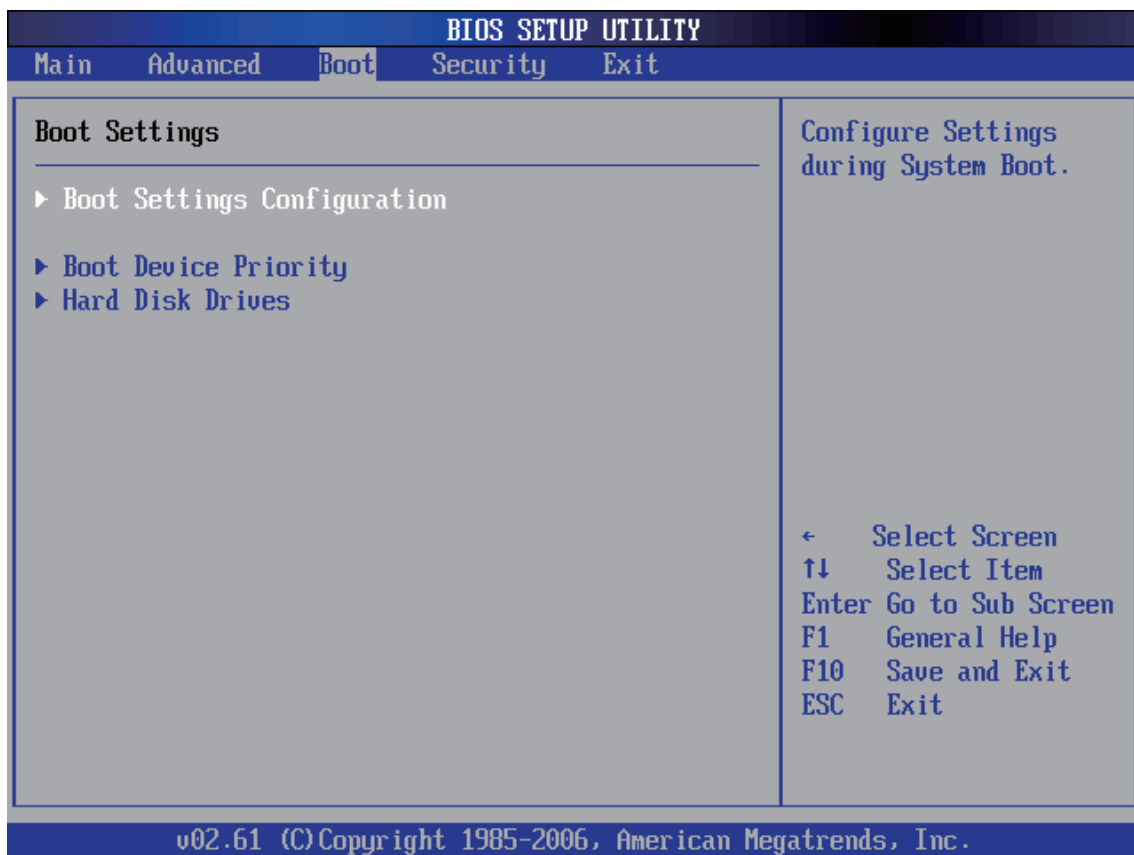 BIOS SETUP UTILITY
Main Advanced Boot Security Exit
Boot Settings
▶ Boot Settings Configuration
▶ Boot Device Priority
▶ Hard Disk Drives
Configure Settings
during System Boot.
← Select Screen
↑↓ Select Item
Enter Go to Sub Screen
F1 General Help
F10 Save and Exit
ESC Exit
v02.61 (C)Copyright 1985-2006, American Megatrends, Inc.